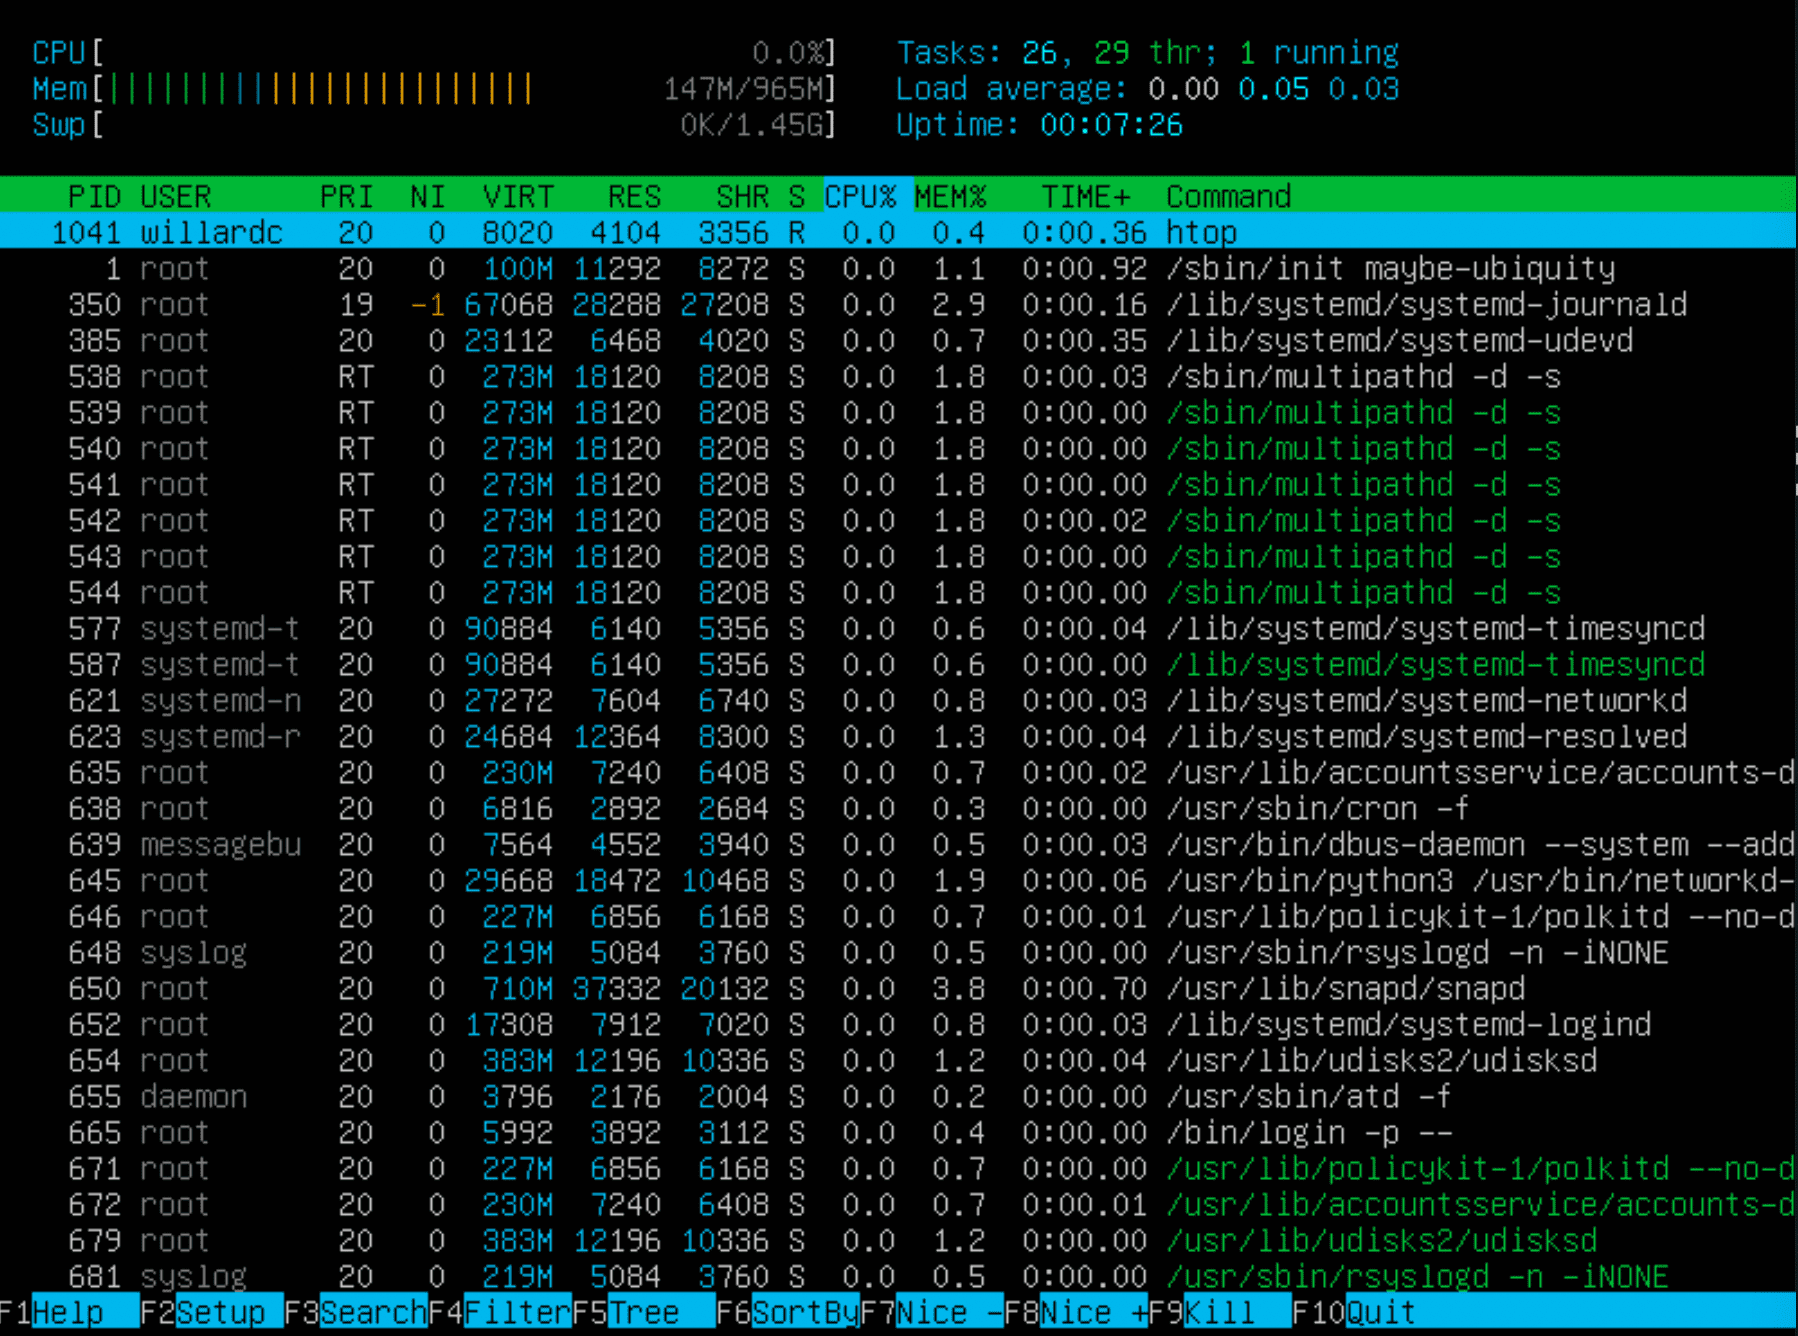 CPU[ 0.0%] Tasks: 26, 29 thr; 1 running
Mem[|||||||||||||||||||||||||| 147M/965M] Load average: 0.00 0.05 0.03
Swp[ 0K/1.45G] Uptime: 00:07:26
PID USER PRI NI VIRT RES SHR S CPU% MEM% TIME+ Command
1041 willardc 20 0 8020 4104 3356 R 0.0 0.4 0:00.36 htop
1 root 20 0 100M 11292 8272 S 0.0 1.1 0:00.92 /sbin/init maybe-ubiquity
350 root 19 -1 67068 28288 27208 S 0.0 2.9 0:00.16 /lib/systemd/systemd-journald
385 root 20 0 23112 6468 4020 S 0.0 0.7 0:00.35 /lib/systemd/systemd-udevd
538 root RT 0 273M 18120 8208 S 0.0 1.8 0:00.03 /sbin/multipathd -d -s
539 root RT 0 273M 18120 8208 S 0.0 1.8 0:00.00 /sbin/multipathd -d -s
540 root RT 0 273M 18120 8208 S 0.0 1.8 0:00.00 /sbin/multipathd -d -s
541 root RT 0 273M 18120 8208 S 0.0 1.8 0:00.00 /sbin/multipathd -d -s
542 root RT 0 273M 18120 8208 S 0.0 1.8 0:00.02 /sbin/multipathd -d -s
543 root RT 0 273M 18120 8208 S 0.0 1.8 0:00.00 /sbin/multipathd -d -s
544 root RT 0 273M 18120 8208 S 0.0 1.8 0:00.00 /sbin/multipathd -d -s
577 systemd-t 20 0 90884 6140 5356 S 0.0 0.6 0:00.04 /lib/systemd/systemd-timesyncd
587 systemd-t 20 0 90884 6140 5356 S 0.0 0.6 0:00.00 /lib/systemd/systemd-timesyncd
621 systemd-n 20 0 27272 7604 6740 S 0.0 0.8 0:00.03 /lib/systemd/systemd-networkd
623 systemd-r 20 0 24684 12364 8300 S 0.0 1.3 0:00.04 /lib/systemd/systemd-resolved
635 root 20 0 230M 7240 6408 S 0.0 0.7 0:00.02 /usr/lib/accountsservice/accounts-d
638 root 20 0 6816 2892 2684 S 0.0 0.3 0:00.00 /usr/sbin/cron -f
639 messagebu 20 0 7564 4552 3940 S 0.0 0.5 0:00.03 /usr/bin/dbus-daemon --system --add
645 root 20 0 29668 18472 10468 S 0.0 1.9 0:00.06 /usr/bin/python3 /usr/bin/networkd-
646 root 20 0 227M 6856 6168 S 0.0 0.7 0:00.01 /usr/lib/policykit-1/polkitd --no-d
648 syslog 20 0 219M 5084 3760 S 0.0 0.5 0:00.00 /usr/sbin/rsyslogd -n -iNONE
650 root 20 0 710M 37332 20132 S 0.0 3.8 0:00.70 /usr/lib/snapd/snapd
652 root 20 0 17308 7912 7020 S 0.0 0.8 0:00.03 /lib/systemd/systemd-logind
654 root 20 0 383M 12196 10336 S 0.0 1.2 0:00.04 /usr/lib/udisks2/udisksd
655 daemon 20 0 3796 2176 2004 S 0.0 0.2 0:00.00 /usr/sbin/atd -f
665 root 20 0 5992 3892 3112 S 0.0 0.4 0:00.00 /bin/login -p --
671 root 20 0 227M 6856 6168 S 0.0 0.7 0:00.00 /usr/lib/policykit-1/polkitd --no-d
672 root 20 0 230M 7240 6408 S 0.0 0.7 0:00.01 /usr/lib/accountsservice/accounts-d
679 root 20 0 383M 12196 10336 S 0.0 1.2 0:00.00 /usr/lib/udisks2/udisksd
681 syslog 20 0 219M 5084 3760 S 0.0 0.5 0:00.00 /usr/sbin/rsyslogd -n -iNONE
F1Help F2Setup F3SearchF4FilterF5Tree F6SortByF7Nice -F8Nice +F9Kill F10Quit